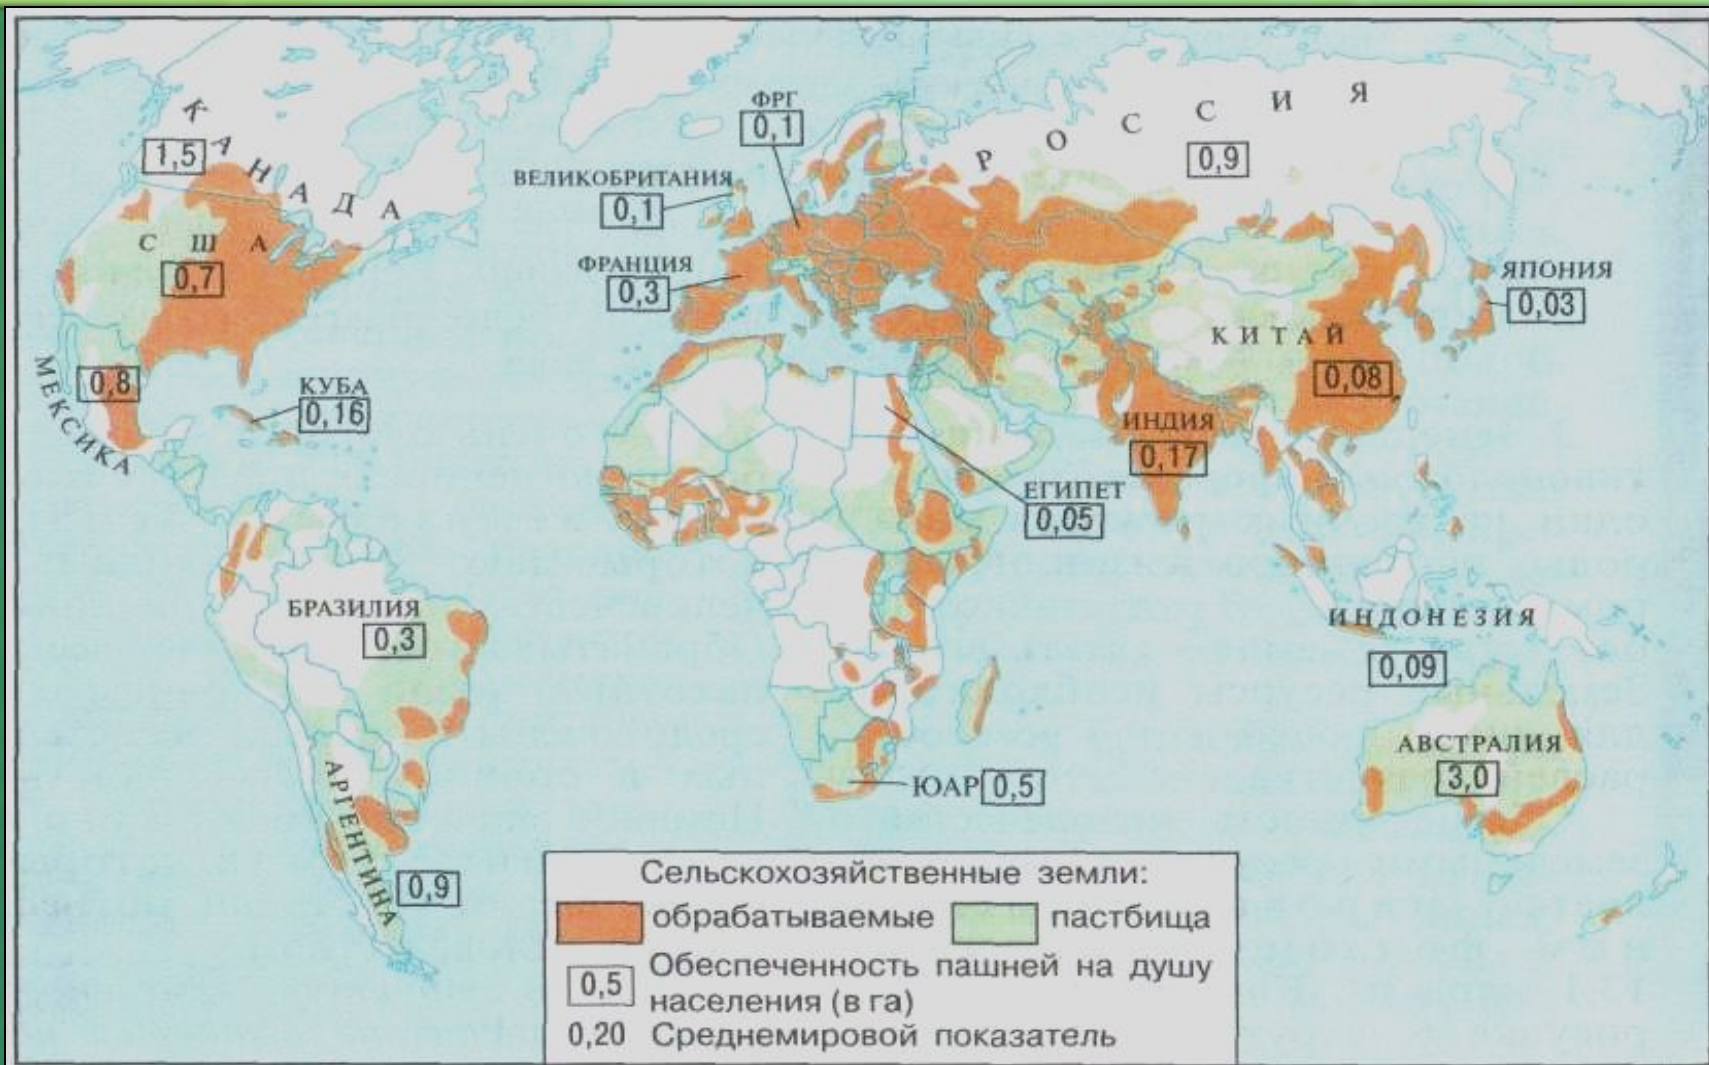 КАНАДА
1,5
США
0,7
МЕКСИКА
0,8
КУБА
0,16
БРАЗИЛИЯ
0,3
АРГЕНТИНА
0,9
ФРГ
0,1
ВЕЛИКОБРИТАНИЯ
0,1
ФРАНЦИЯ
0,3
РОССИЯ
0,9
ЯПОНИЯ
0,03
КИТАЙ
0,08
ИНДИЯ
0,17
ЕГИПЕТ
0,05
ИНДОНЕЗИЯ
0,09
АВСТРАЛИЯ
3,0
ЮАР 0,5
Сельскохозяйственные земли:
обрабатываемые пастбища
0,5 Обеспеченность пашней на душу
населения (в га)
0,20 Среднемировой показатель